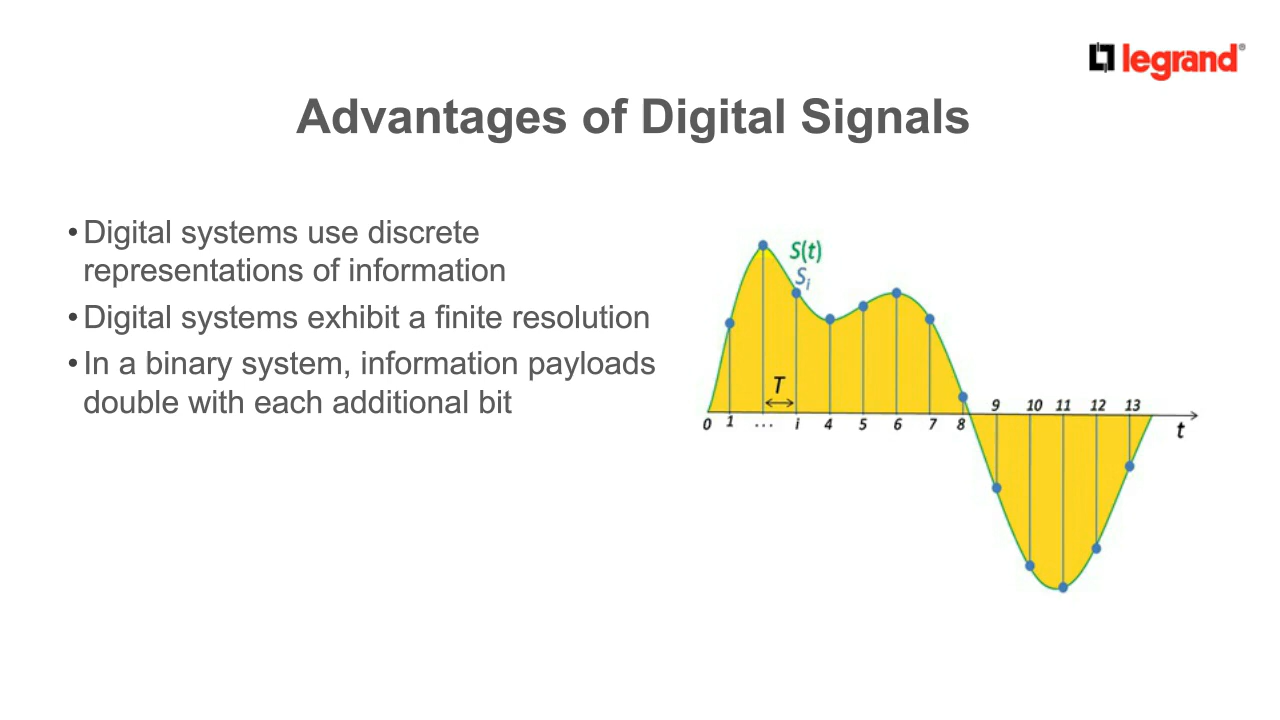 legrand®
Advantages of Digital Signals
• Digital systems use discrete
representations of information
• Digital systems exhibit a finite resolution
• In a binary system, information payloads
double with each additional bit
S(t)
Si
T
9 10 11 12 13
0 1 ... i 4 5 6 7 8
t